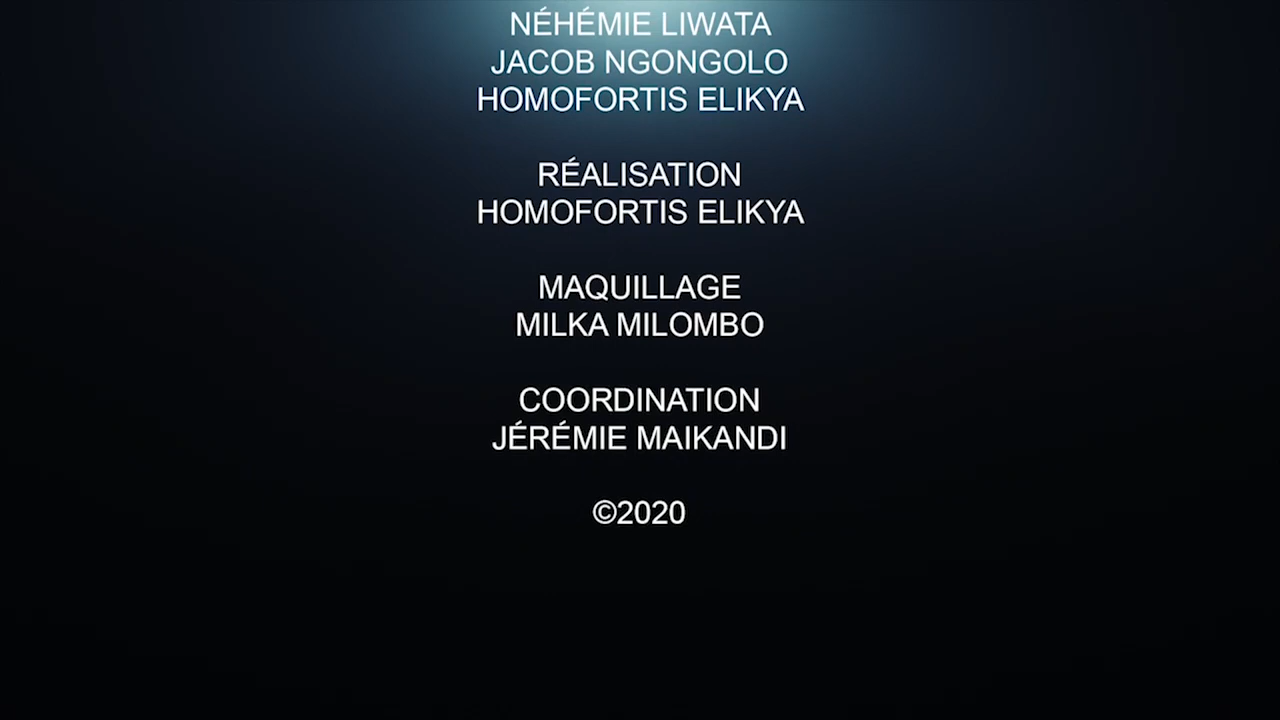 NÉHÉMIE LIWATA
JACOB NGONGOLO
HOMOFORTIS ELIKYA
RÉALISATION
HOMOFORTIS ELIKYA
MAQUILLAGE
MILKA MILOMBO
COORDINATION
JÉRÉMIE MAIKANDI
©2020